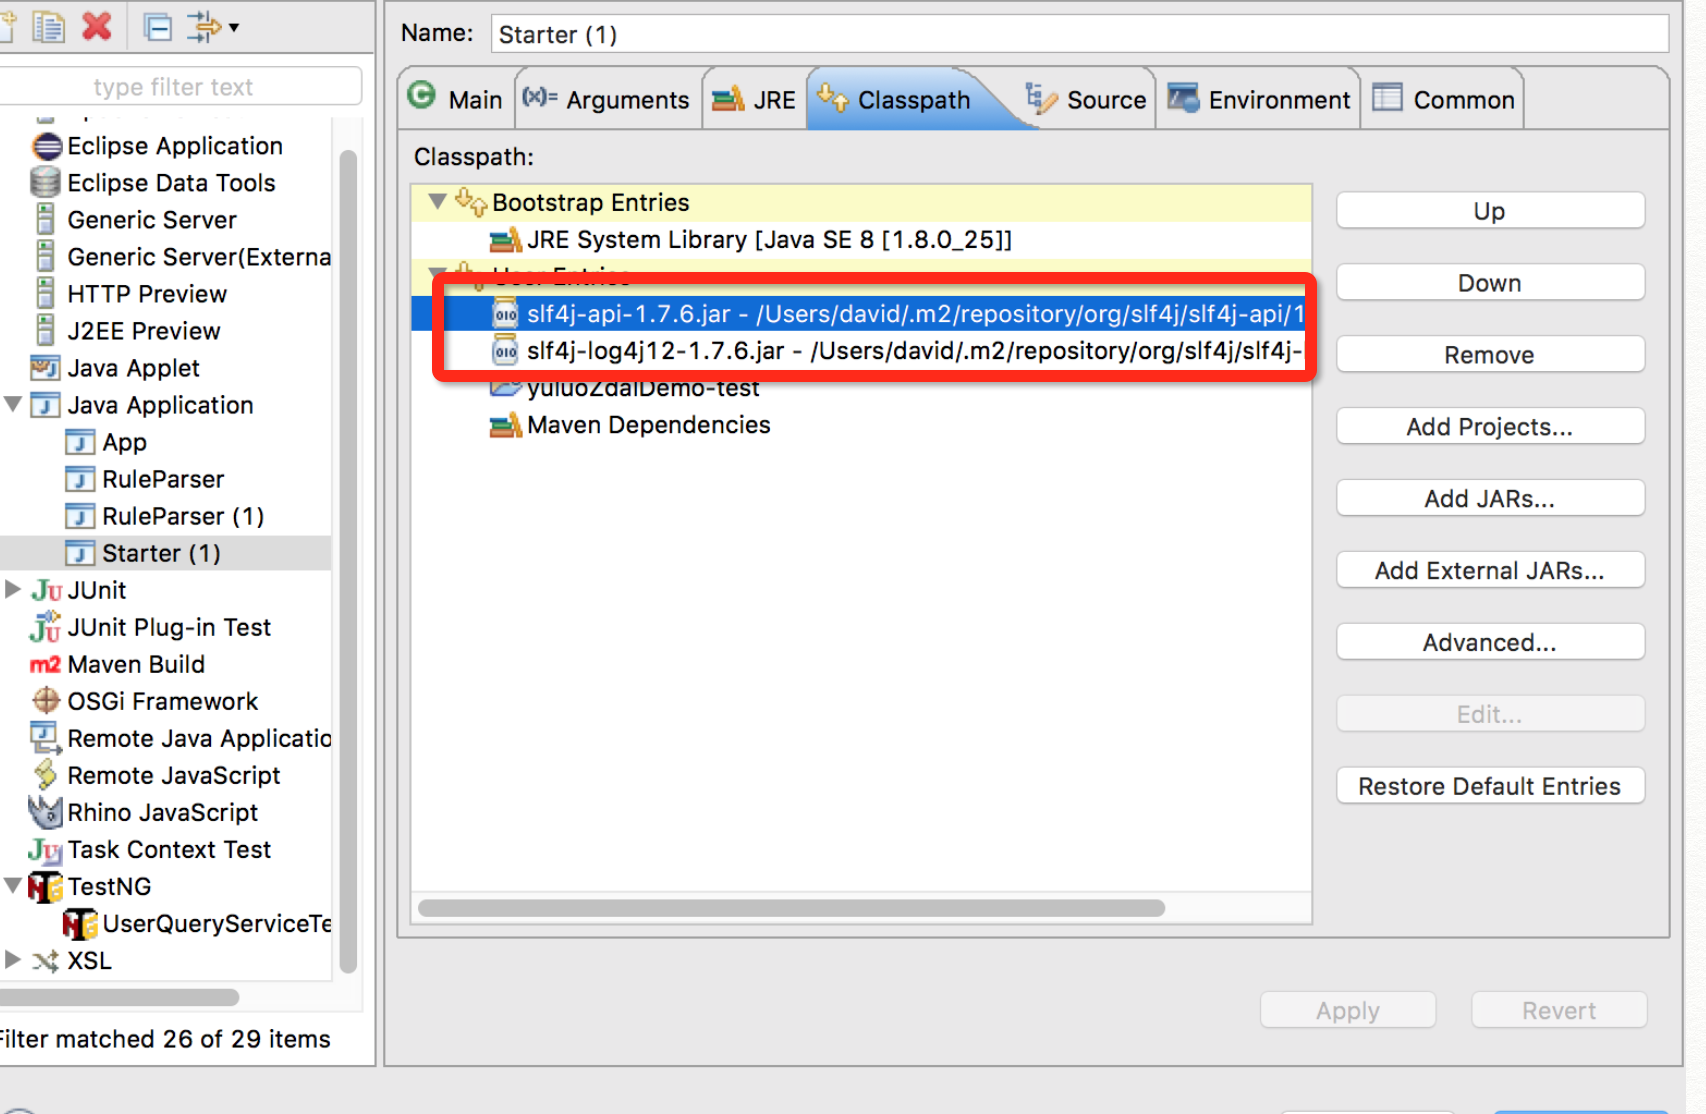 type filter text
Eclipse Application
Eclipse Data Tools
Generic Server
Generic Server(Externa
HTTP Preview
J2EE Preview
Java Applet
Java Application
App
RuleParser
RuleParser (1)
Starter (1)
JUnit
JUnit Plug-in Test
Maven Build
OSGi Framework
Remote Java Applicatio
Remote JavaScript
Rhino JavaScript
Task Context Test
TestNG
UserQueryServiceTe
XSL
Filter matched 26 of 29 items
Name: Starter (1)
Main (x)= Arguments JRE Classpath Source Environment Common
Classpath:
Bootstrap Entries
JRE System Library [Java SE 8 [1.8.0_25]]
User Entries
slf4j-api-1.7.6.jar - /Users/david/.m2/repository/org/slf4j/slf4j-api/1
slf4j-log4j12-1.7.6.jar - /Users/david/.m2/repository/org/slf4j/slf4j-
yuluoZdalDemo-test
Maven Dependencies
Up
Down
Remove
Add Projects...
Add JARs...
Add External JARs...
Advanced...
Edit...
Restore Default Entries
Apply
Revert